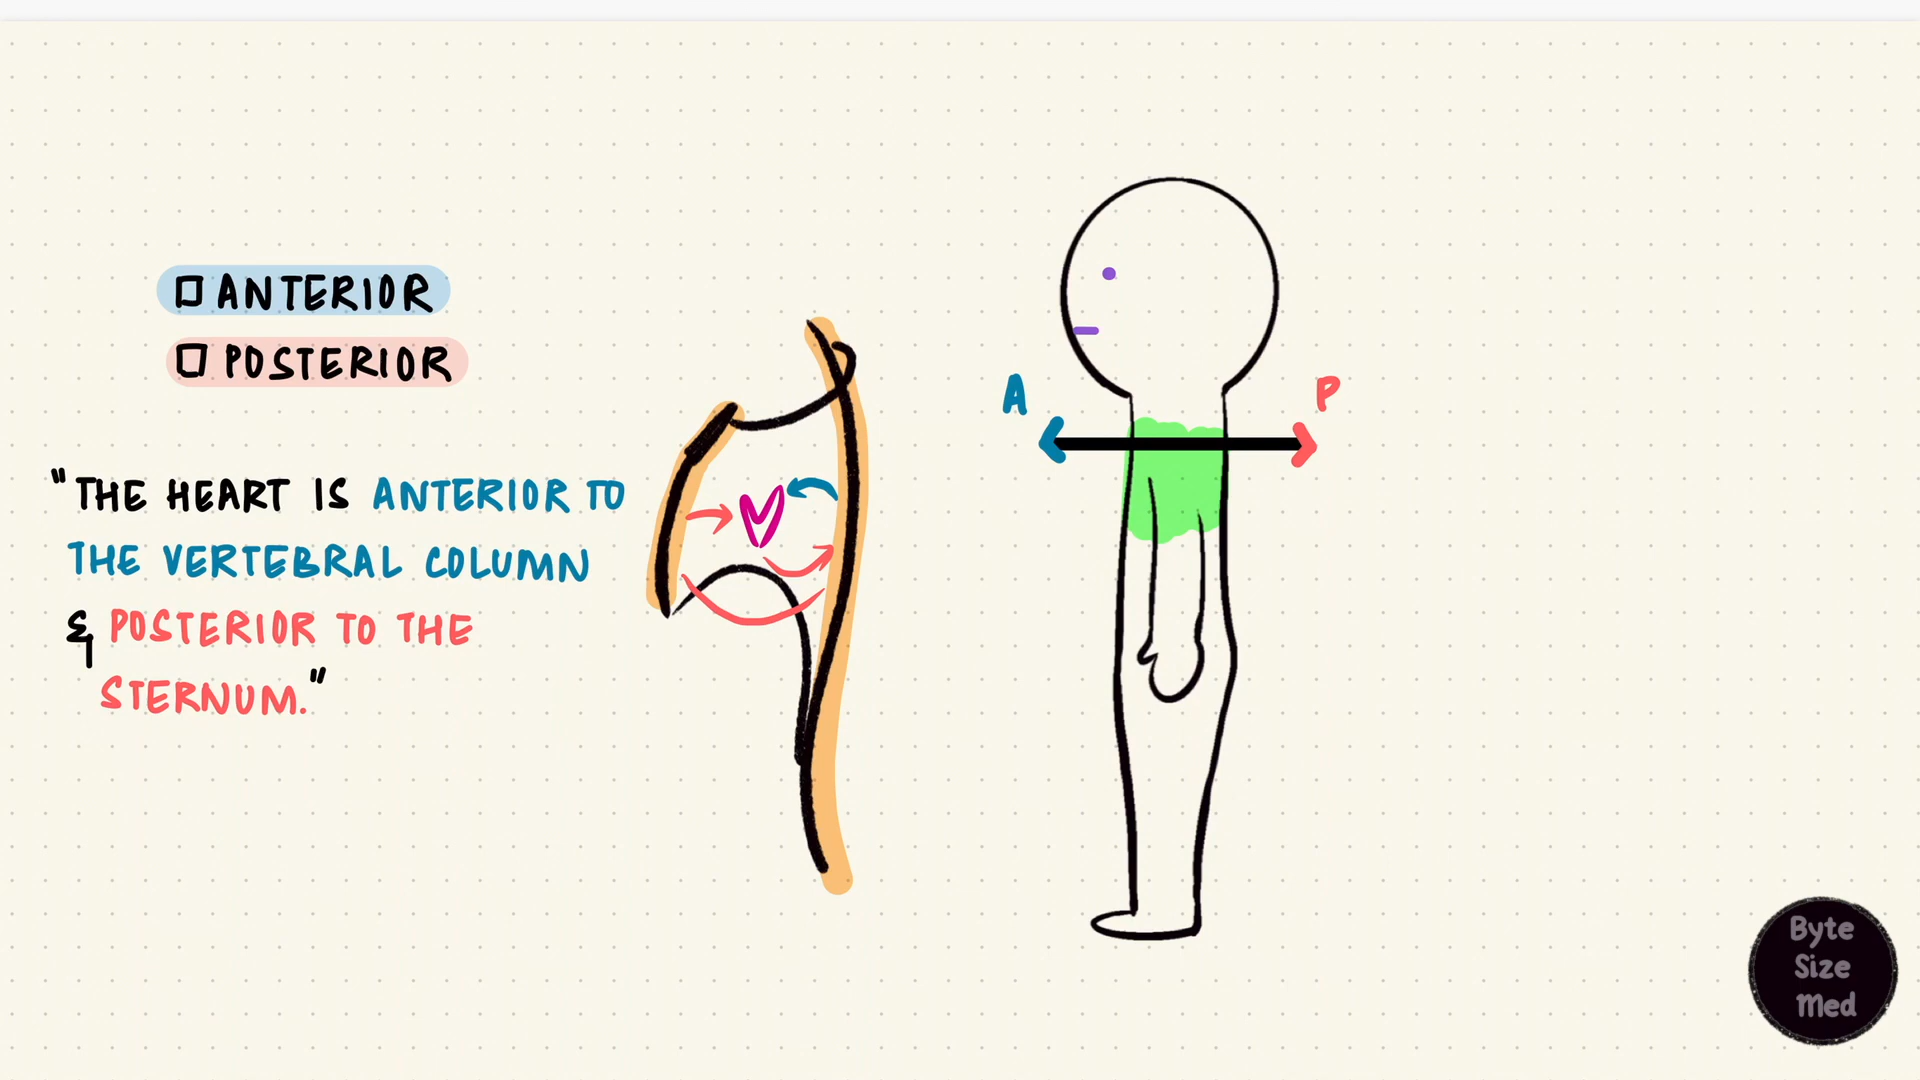 ANTERIOR
POSTERIOR
"THE HEART IS ANTERIOR TO
THE VERTEBRAL COLUMN
& POSTERIOR TO THE
STERNUM."
A
P
Byte
Size
Med